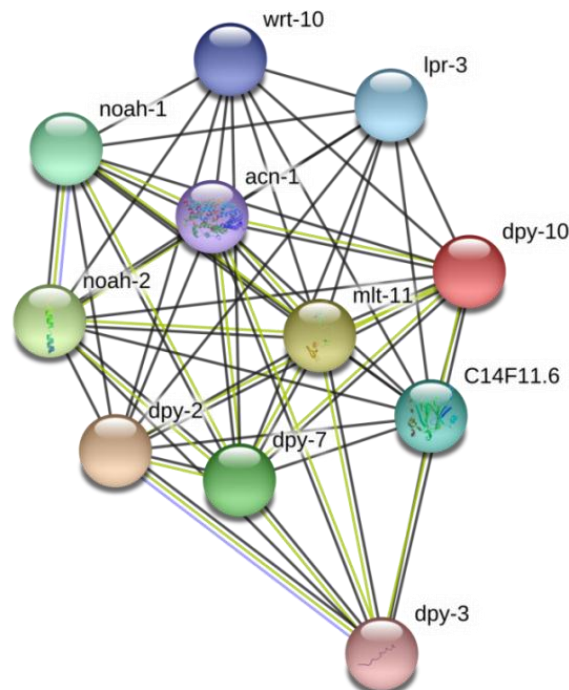 wrt-10
lpr-3
noah-1
acn-1
dpy-10
noah-2
mlt-11
C14F11.6
dpy-2
dpy-7
dpy-3